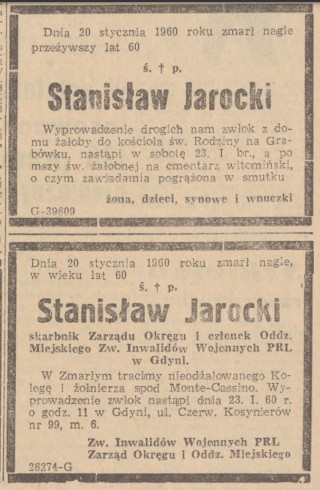 Dnia 20 stycznia 1960 roku zmarł nagle
przeżywszy lat 60
ś. † p.
Stanisław Jarocki
Wyprowadzenie drogich nam zwłok z do-
mu żałoby do kościoła św. Rodziny na Gra-
bówku, nastąpi w sobotę 23. I. br., a po
mszy św. żałobnej na cmentarz witomiński,
o czym zawiadamia pogrążona w smutku
żona, dzieci, synowe i wnuczki
G-39609
Dnia 20 stycznia 1960 roku zmarł nagle,
w wieku lat 60
ś. † p.
Stanisław Jarocki
skarbnik Zarządu Okręgu i członek Oddz.
Miejskiego Zw. Inwalidów Wojennych PRL
w Gdyni.
W Zmarłym tracimy nieodżałowanego Ko-
legę i żołnierza spod Monte-Cassino. Wy-
prowadzenie zwłok nastąpi dnia 23. I. 60 r.
o godz. 11 w Gdyni, ul. Czerw. Kosynierów
nr 99, m. 6.
Zw. Inwalidów Wojennych PRL
Zarząd Okręgu i Oddz. Miejskiego
26274-G